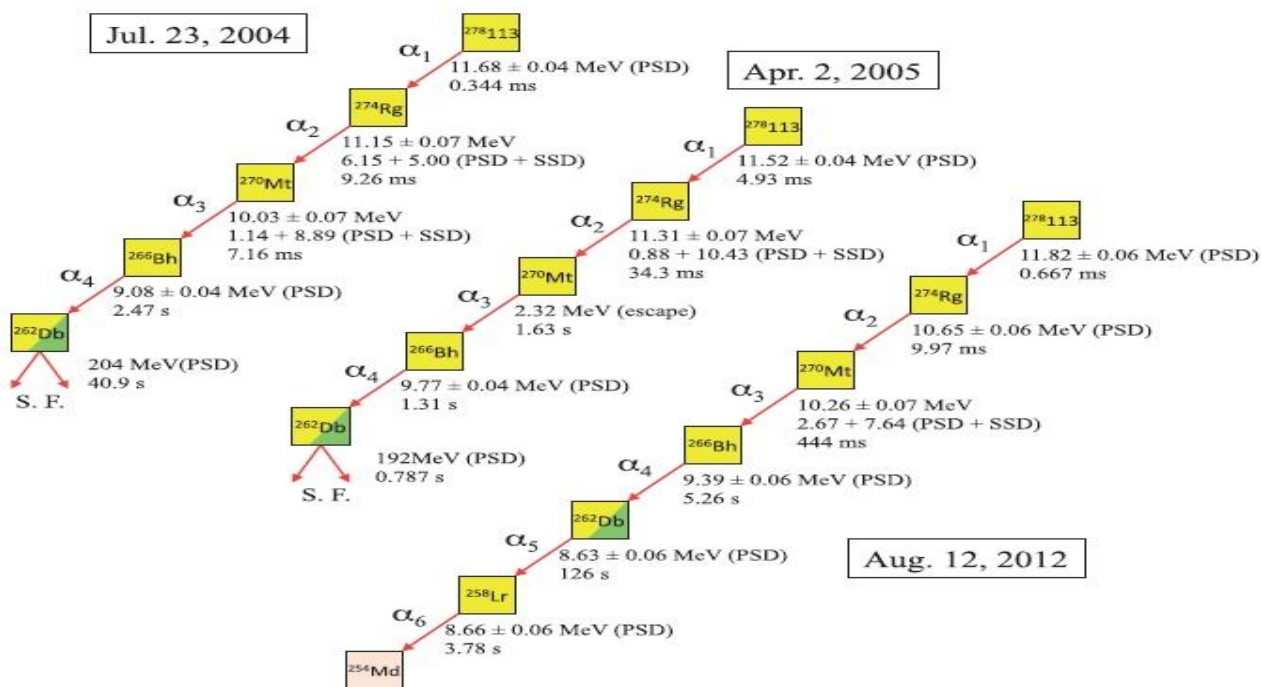 Jul. 23, 2004
²⁷⁸113
α₁
11.68 ± 0.04 MeV (PSD)
0.344 ms
²⁷⁴Rg
α₂
11.15 ± 0.07 MeV
6.15 + 5.00 (PSD + SSD)
9.26 ms
²⁷⁰Mt
α₃
10.03 ± 0.07 MeV
1.14 + 8.89 (PSD + SSD)
7.16 ms
²⁶⁶Bh
α₄
9.08 ± 0.04 MeV (PSD)
2.47 s
²⁶²Db
204 MeV(PSD)
40.9 s
S. F.
Apr. 2, 2005
²⁷⁸113
α₁
11.52 ± 0.04 MeV (PSD)
4.93 ms
²⁷⁴Rg
α₂
11.31 ± 0.07 MeV
0.88 + 10.43 (PSD + SSD)
34.3 ms
²⁷⁰Mt
α₃
2.32 MeV (escape)
1.63 s
²⁶⁶Bh
α₄
9.77 ± 0.04 MeV (PSD)
1.31 s
²⁶²Db
192MeV (PSD)
0.787 s
S. F.
²⁷⁸113
α₁
11.82 ± 0.06 MeV (PSD)
0.667 ms
²⁷⁴Rg
α₂
10.65 ± 0.06 MeV (PSD)
9.97 ms
²⁷⁰Mt
α₃
10.26 ± 0.07 MeV
2.67 + 7.64 (PSD + SSD)
444 ms
²⁶⁶Bh
α₄
9.39 ± 0.06 MeV (PSD)
5.26 s
²⁶²Db
α₅
8.63 ± 0.06 MeV (PSD)
126 s
Aug. 12, 2012
²⁵⁸Lr
α₆
8.66 ± 0.06 MeV (PSD)
3.78 s
²⁵⁴Md